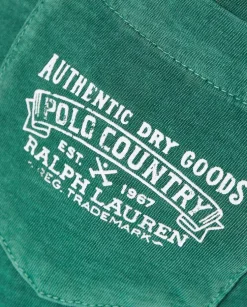 AUTHENTIC DRY GOODS
POLO COUNTRY
EST. 1967
RALPH LAUREN
REG. TRADEMARK